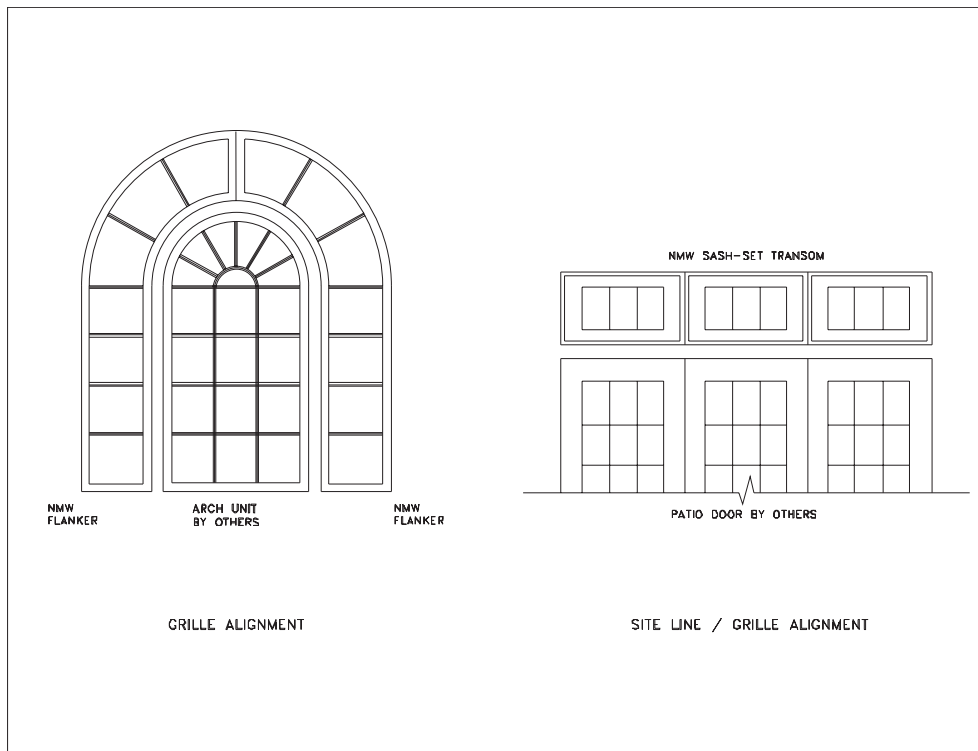 NMW SASH-SET TRANSOM
NMW
FLANKER
ARCH UNIT
BY OTHERS
NMW
FLANKER
PATIO DOOR BY OTHERS
GRILLE ALIGNMENT
SITE LINE / GRILLE ALIGNMENT